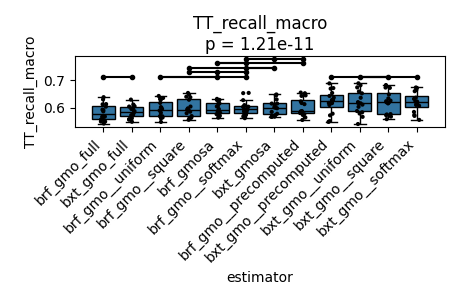 TT_recall_macro
p = 1.21e-11
TT_recall_macro
0.7
0.6
brf_gmo_full
bxt_gmo_full
brf_gmo__uniform
brf_gmo__square
brf_gmosa
brf_gmo__softmax
bxt_gmosa
brf_gmo__precomputed
bxt_gmo__precomputed
bxt_gmo__uniform
bxt_gmo__square
bxt_gmo__softmax
estimator